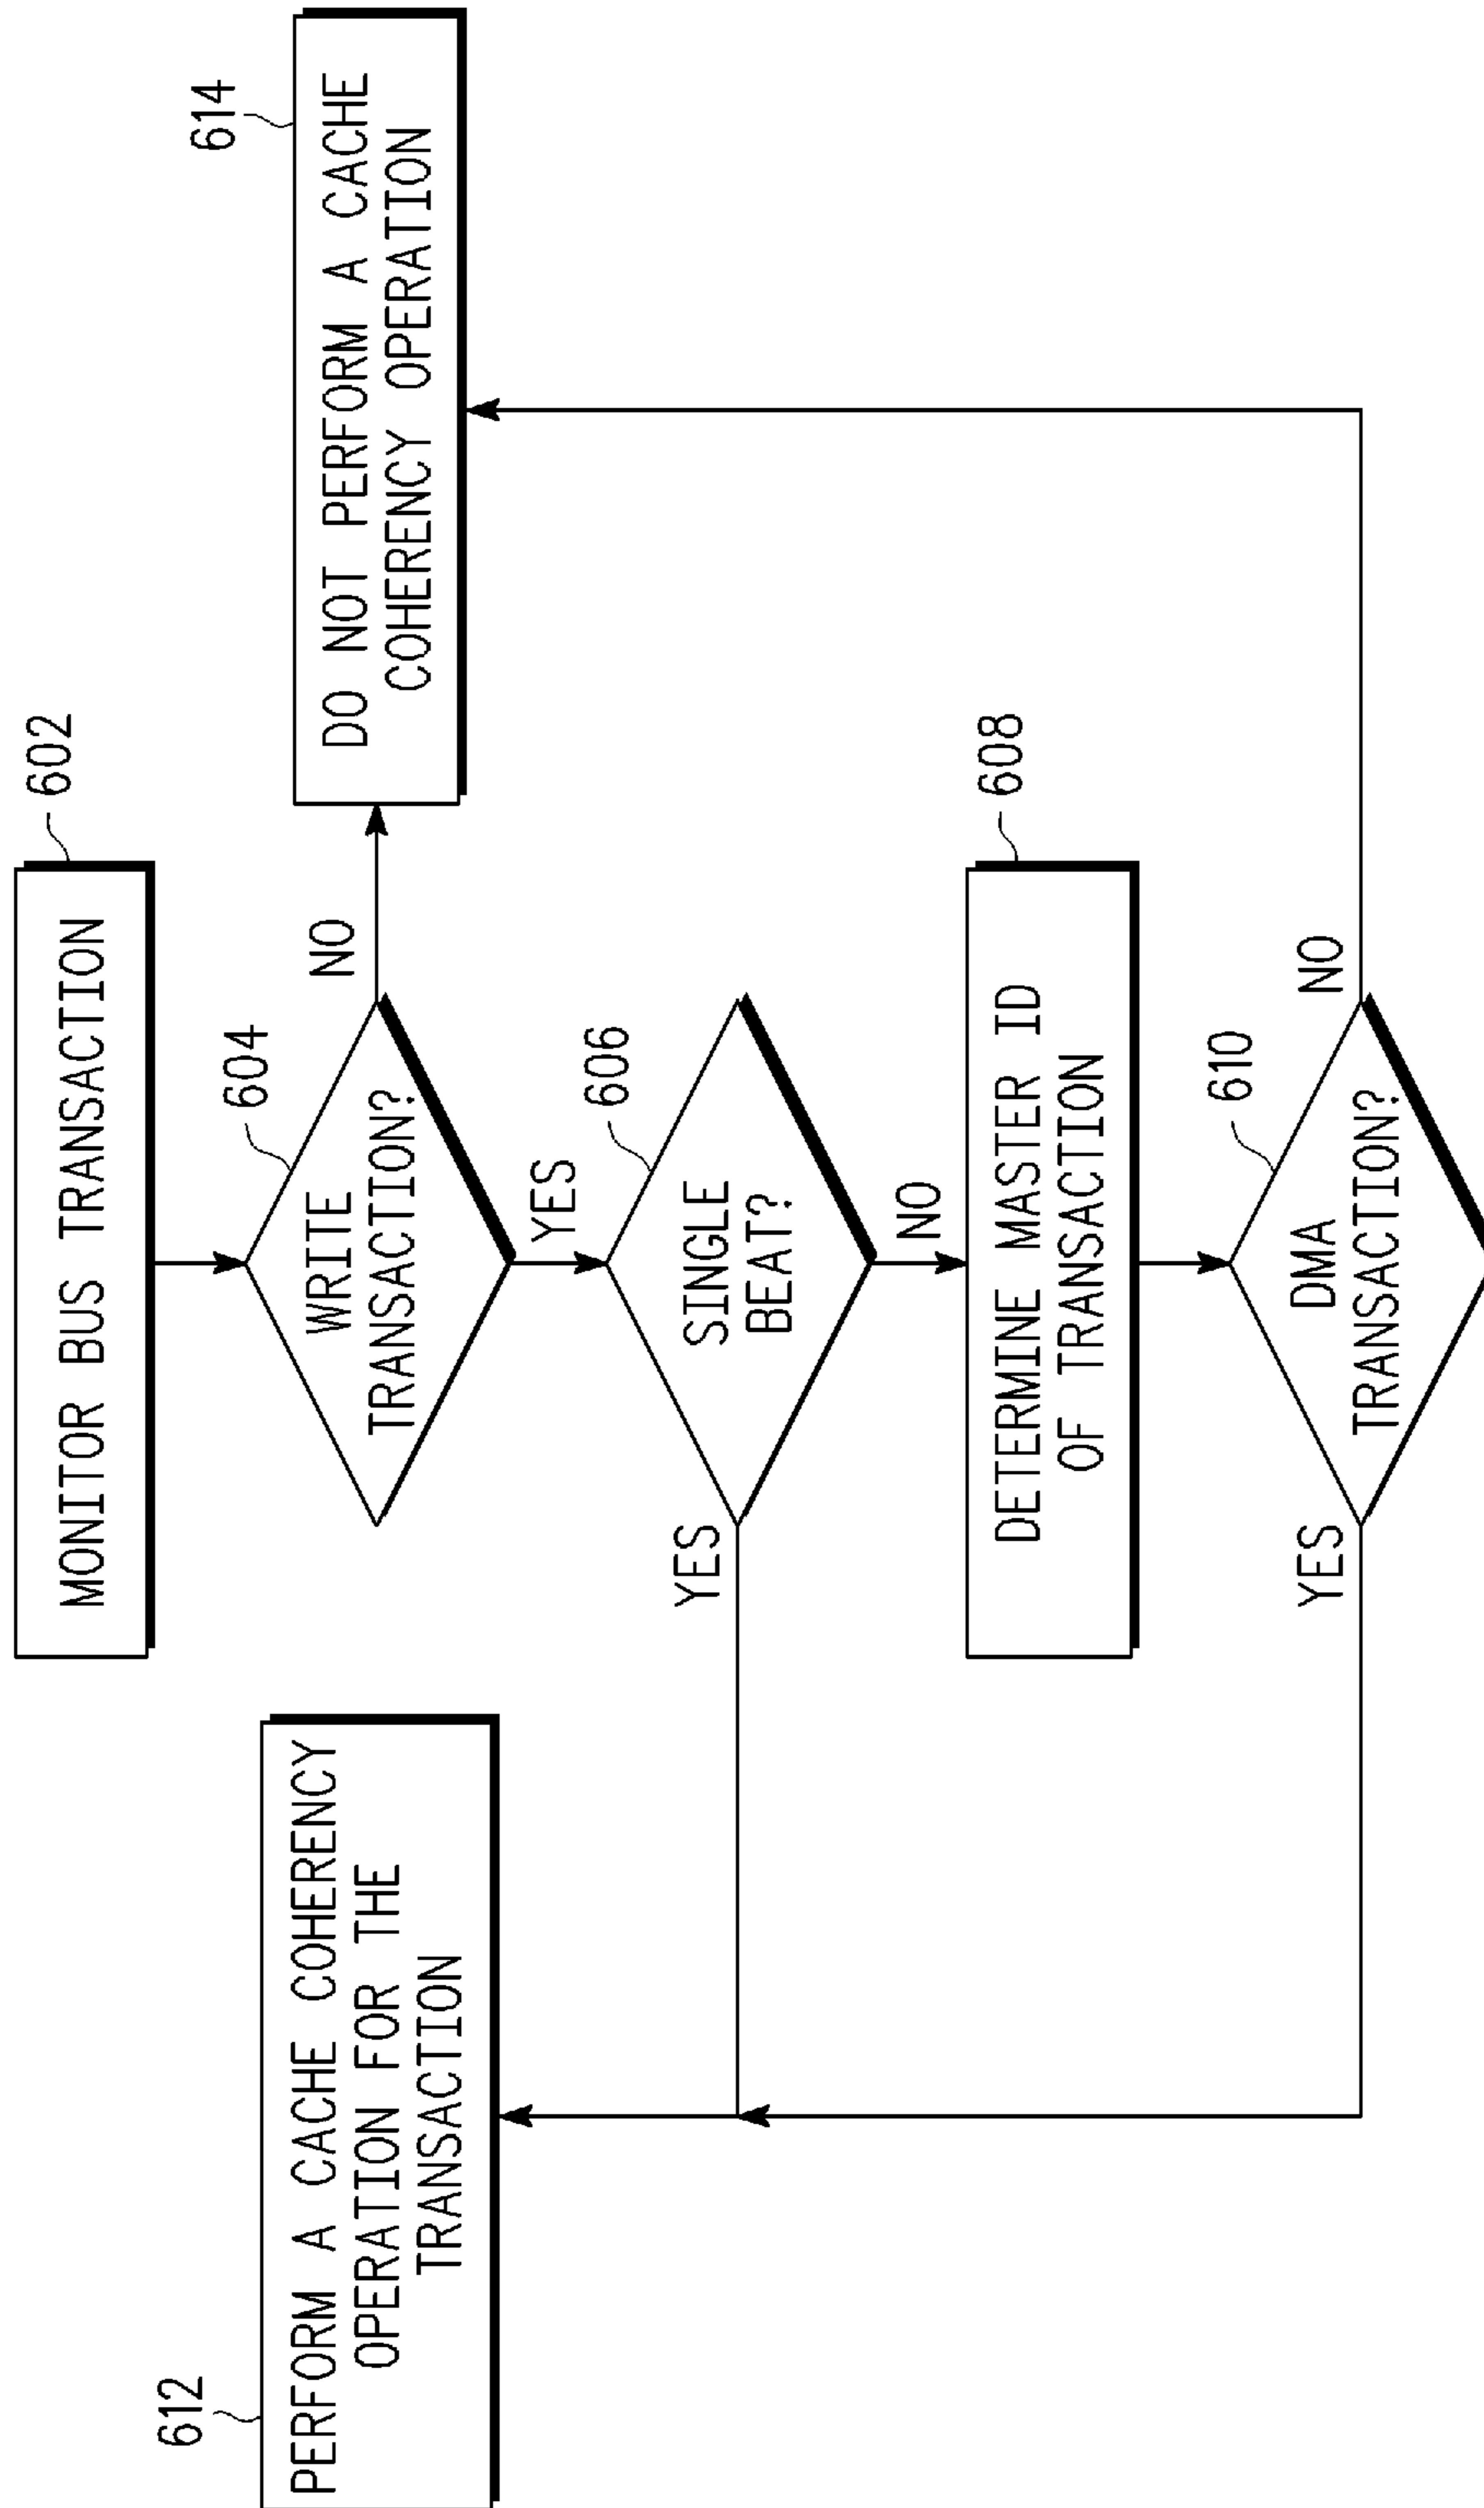 602
MONITOR BUS TRANSACTION
604
WRITE
TRANSACTION?
NO
YES
614
DO NOT PERFORM A CACHE
COHERENCY OPERATION
612
PERFORM A CACHE COHERENCY
OPERATION FOR THE
TRANSACTION
606
SINGLE
BEAT?
YES
NO
608
DETERMINE MASTER ID
OF TRANSACTION
610
DMA
TRANSACTION?
YES
NO